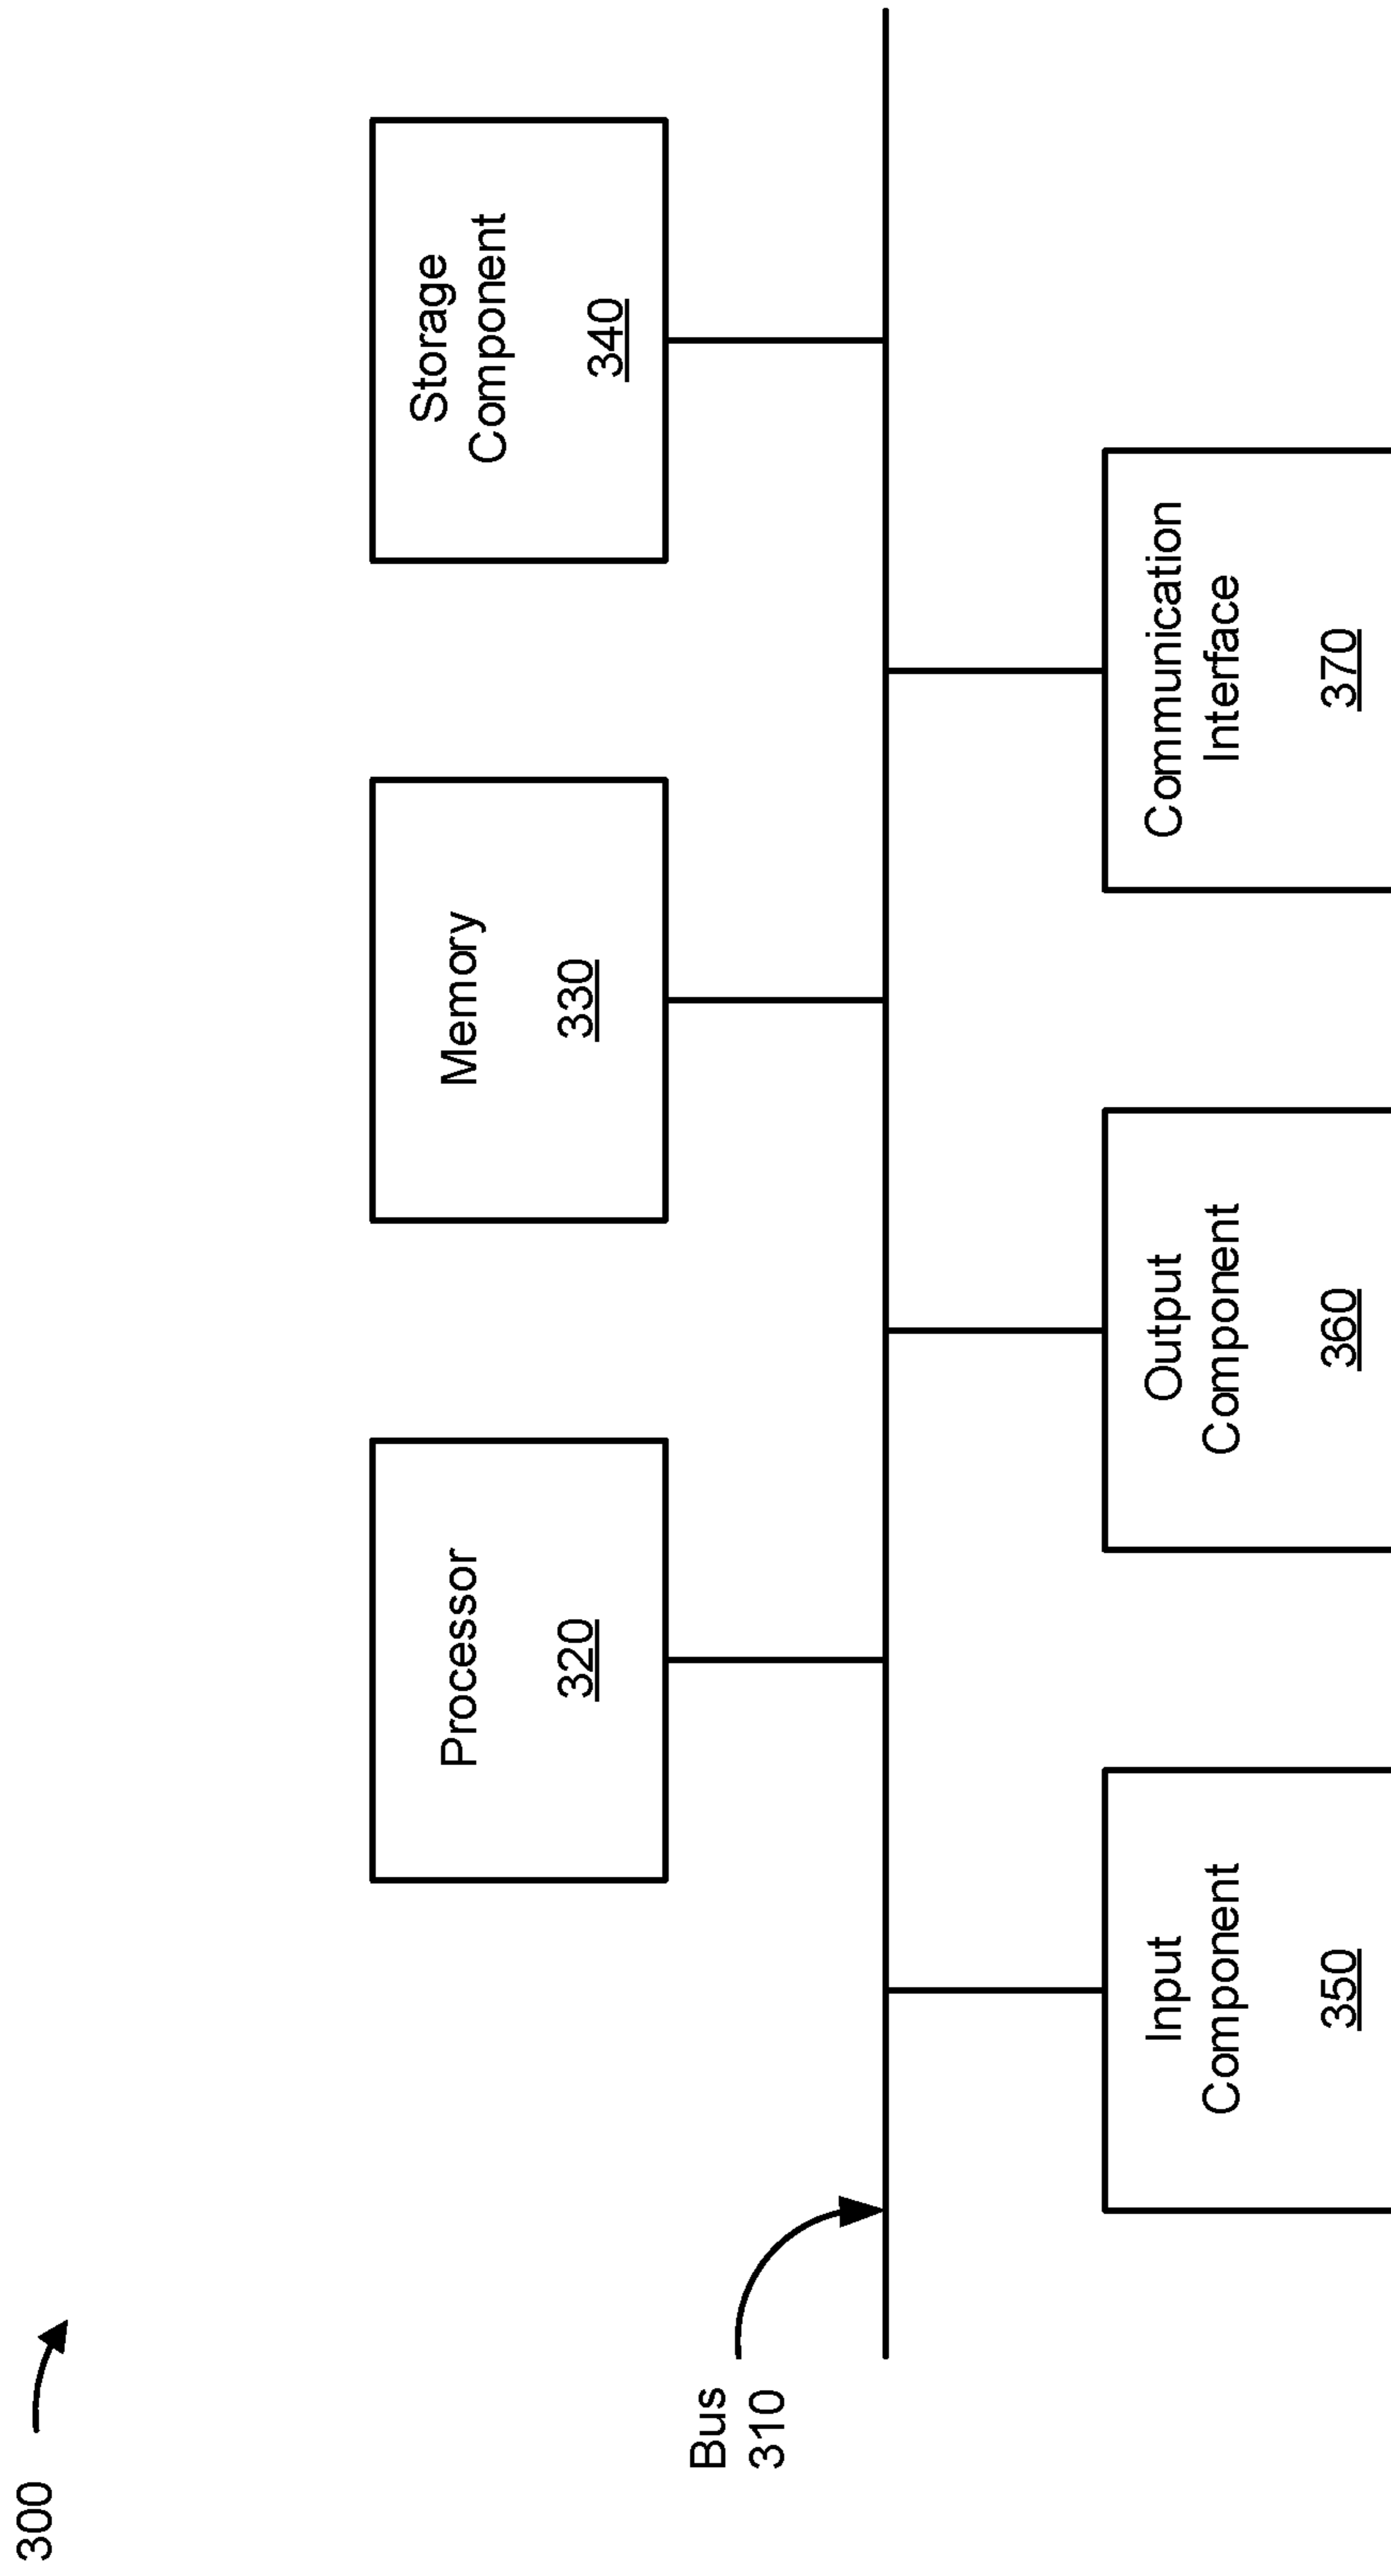 300
Processor
320
Memory
330
Storage
Component
340
Bus
310
Input
Component
350
Output
Component
360
Communication
Interface
370